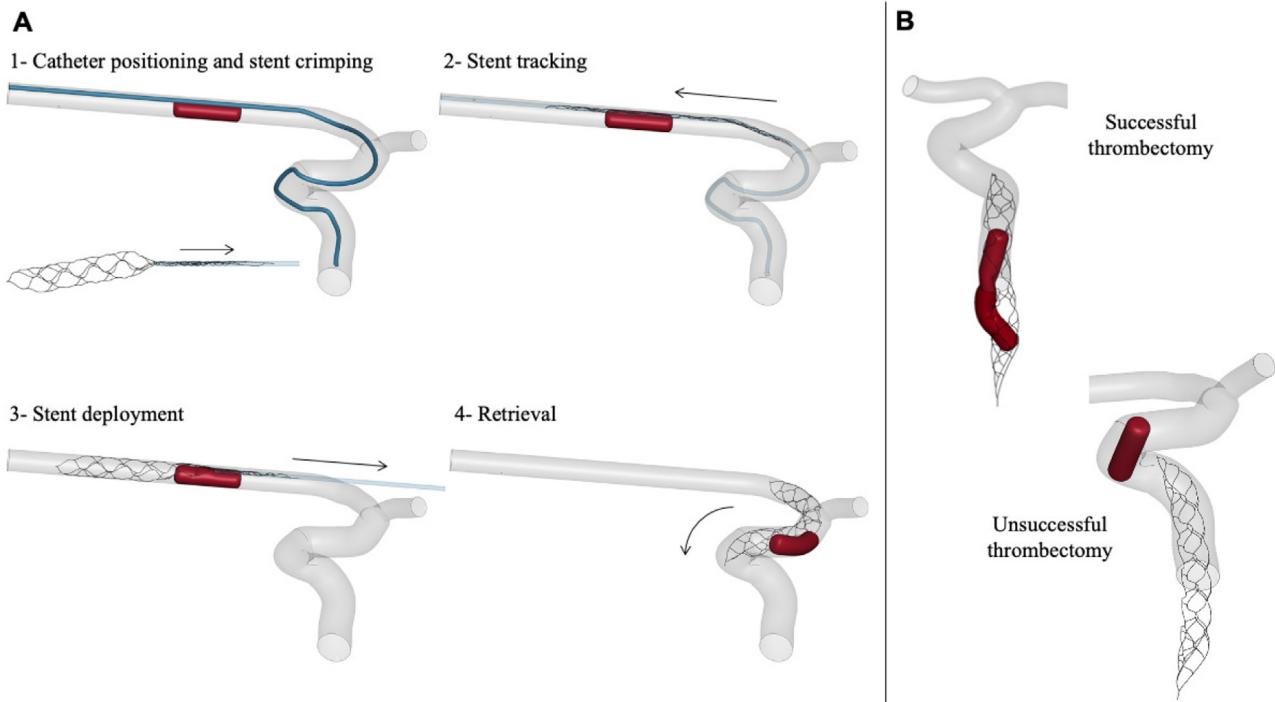 A
1- Catheter positioning and stent crimping
2- Stent tracking
3- Stent deployment
4- Retrieval
B
Successful
thrombectomy
Unsuccessful
thrombectomy